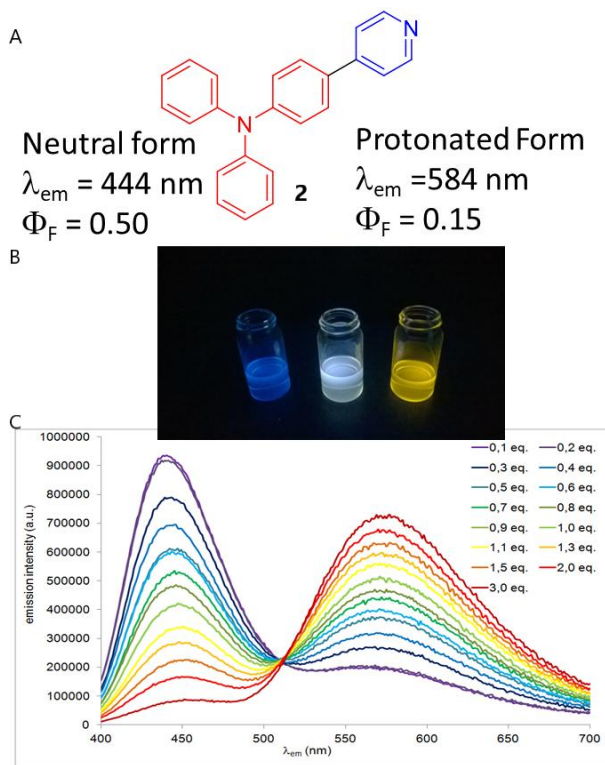 A
N
N
Neutral form
λem = 444 nm
ΦF = 0.50
2
Protonated Form
λem =584 nm
ΦF = 0.15
B
C
1000000
900000
800000
700000
600000
500000
400000
300000
200000
100000
0
emission intensity (a.u.)
0,1 eq. 0,2 eq.
0,3 eq. 0,4 eq.
0,5 eq. 0,6 eq.
0,7 eq. 0,8 eq.
0,9 eq. 1,0 eq.
1,1 eq. 1,3 eq.
1,5 eq. 2,0 eq.
3,0 eq.
400 450 500 550 600 650 700
λem (nm)